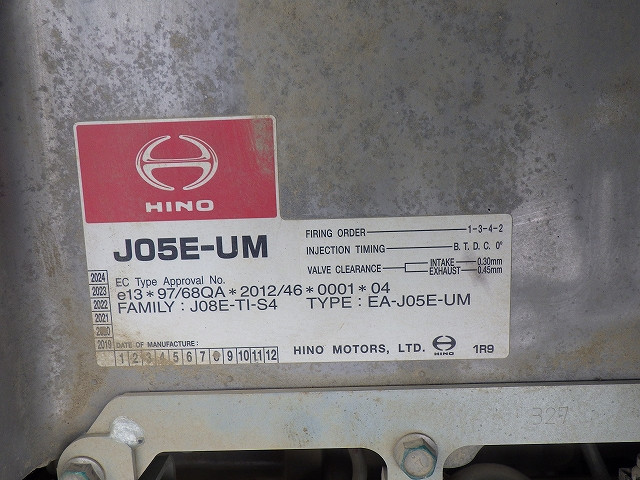 HINO
J05E-UM
FIRING ORDER 1-3-4-2
INJECTION TIMING B. T. D. C. 0°
VALVE CLEARANCE INTAKE 0.30mm
EXHAUST 0.45mm
EC Type Approval No.
e13*97/68QA*2012/46*0001*04
FAMILY: J08E-TI-S4 TYPE: EA-J05E-UM
2024
2023
2022
2021
2020
2019
DATE OF MANUFACTURE:
1 2 3 4 5 6 7 8 9 10 11 12
HINO MOTORS, LTD. HINO 1R9
327